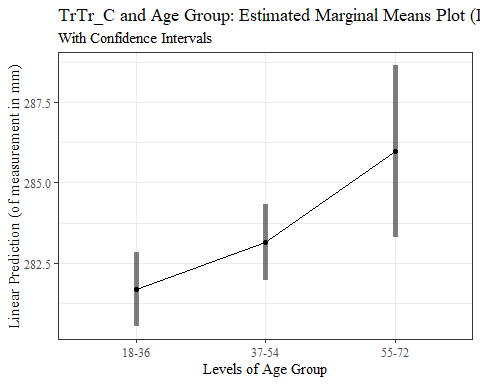 TrTr_C and Age Group: Estimated Marginal Means Plot (
With Confidence Intervals
Linear Prediction (of measurement in mm)
287.5
285.0
282.5
18-36
37-54
55-72
Levels of Age Group